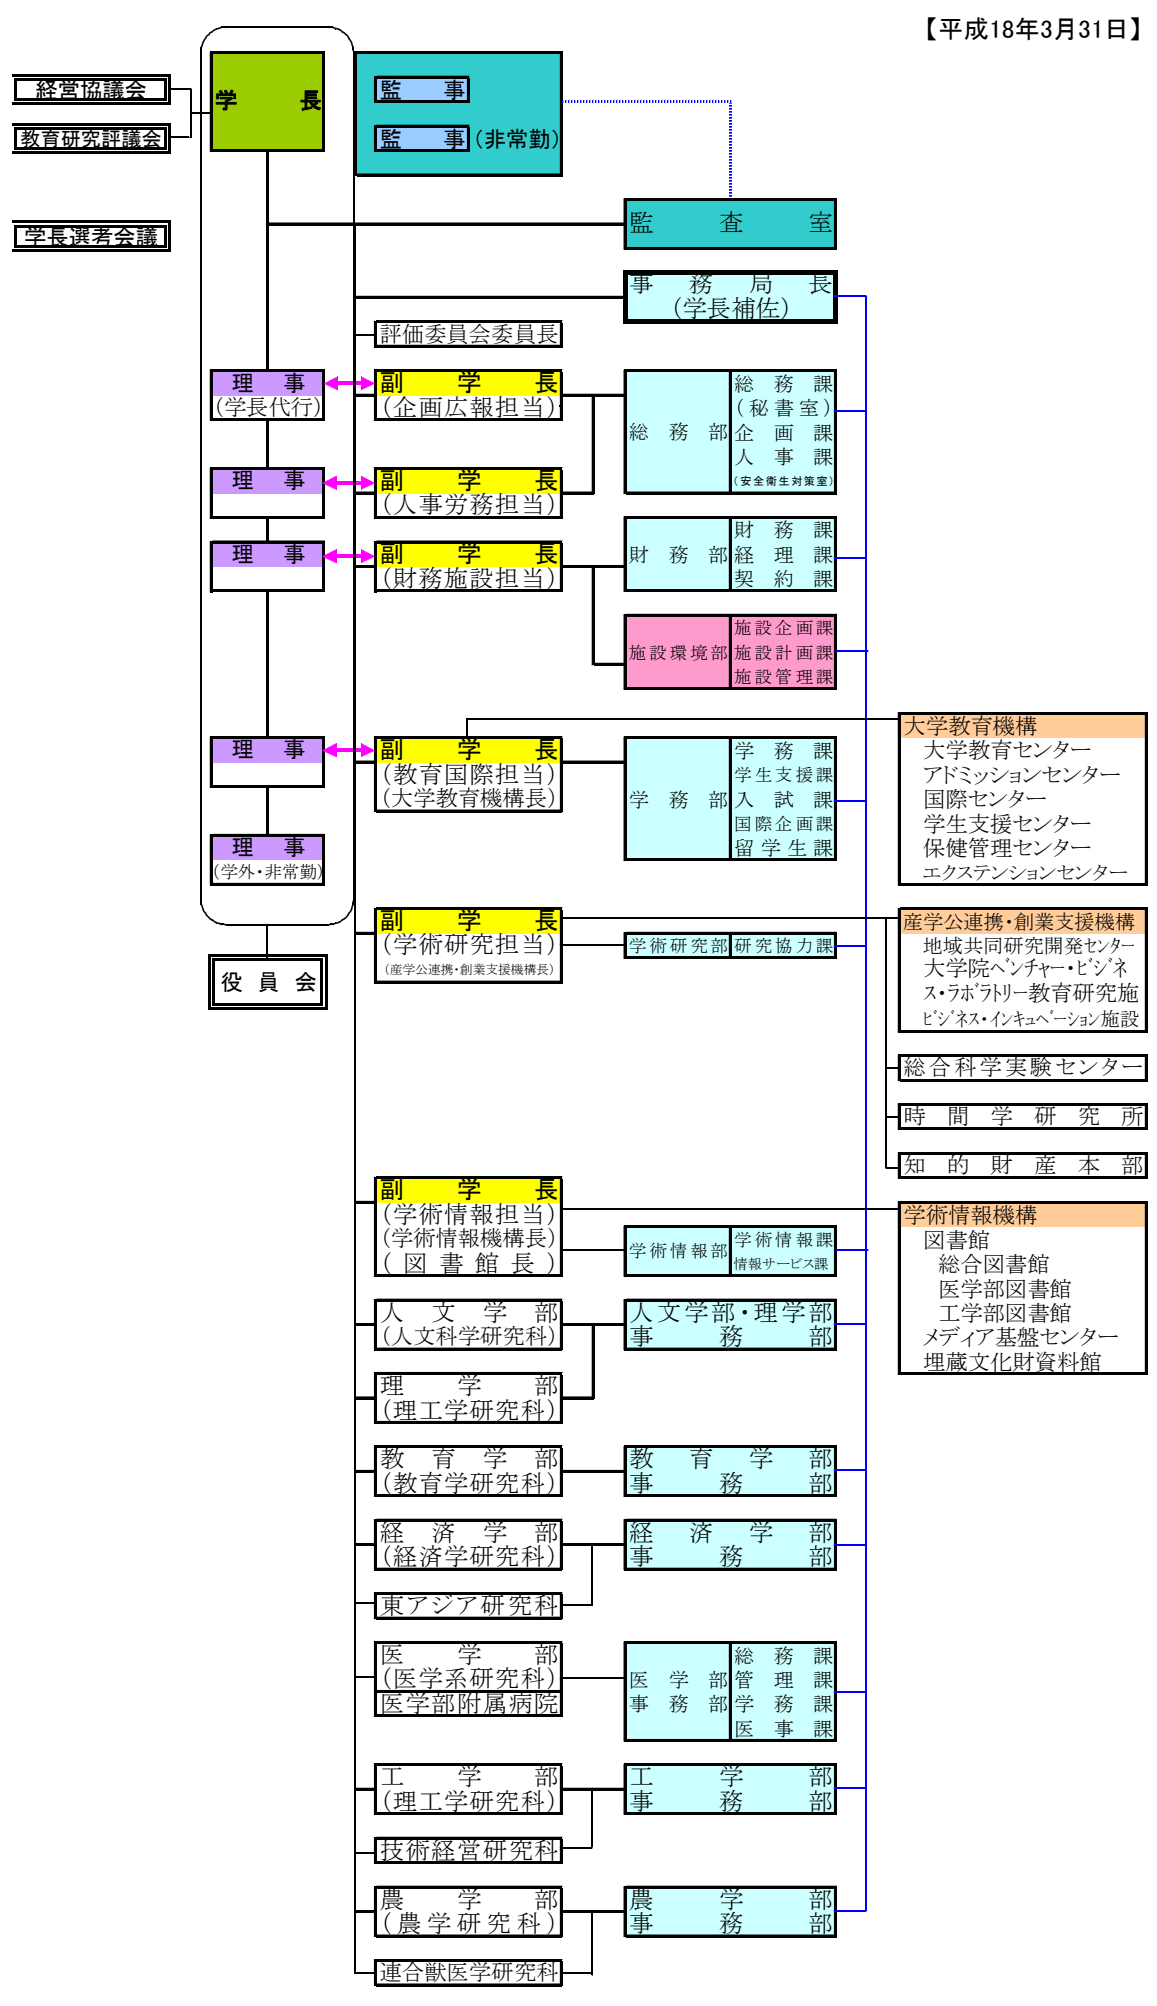 【平成18年3月31日】
経営協議会
教育研究評議会
学長選考会議
学長
監事
監事(非常勤)
監査室
事務局長
(学長補佐)
評価委員会委員長
理事
(学長代行)
副学長
(企画広報担当)
総務部
総務課
(秘書室)
企画課
人事課
(安全衛生対策室)
理事
副学長
(人事労務担当)
理事
副学長
(財務施設担当)
財務部
財務課
経理課
契約課
施設環境部
施設企画課
施設計画課
施設管理課
理事
副学長
(教育国際担当)
(大学教育機構長)
学務部
学務課
学生支援課
入試課
国際企画課
留学生課
大学教育機構
大学教育センター
アドミッションセンター
国際センター
学生支援センター
保健管理センター
エクステンションセンター
理事
(学外・非常勤)
役員会
副学長
(学術研究担当)
(産学公連携・創業支援機構長)
学術研究部
研究協力課
産学公連携・創業支援機構
地域共同研究開発センター
大学院ベンチャー・ビジネ
ス・ラボラトリー教育研究施
ビジネス・インキュベーション施設
総合科学実験センター
時間学研究所
知的財産本部
副学長
(学術情報担当)
(学術情報機構長)
(図書館長)
学術情報部
学術情報課
情報サービス課
学術情報機構
図書館
総合図書館
医学部図書館
工学部図書館
メディア基盤センター
埋蔵文化財資料館
人文学部
(人文科学研究科)
人文学部・理学部
事務部
理学部
(理工学研究科)
教育学部
(教育学研究科)
教育学部
事務部
経済学部
(経済学研究科)
経済学部
事務部
東アジア研究科
医学部
(医学系研究科)
医学部附属病院
医学部
事務部
総務課
管理課
学務課
医事課
工学部
(理工学研究科)
工学部
事務部
技術経営研究科
農学部
(農学研究科)
農学部
事務部
連合獣医学研究科